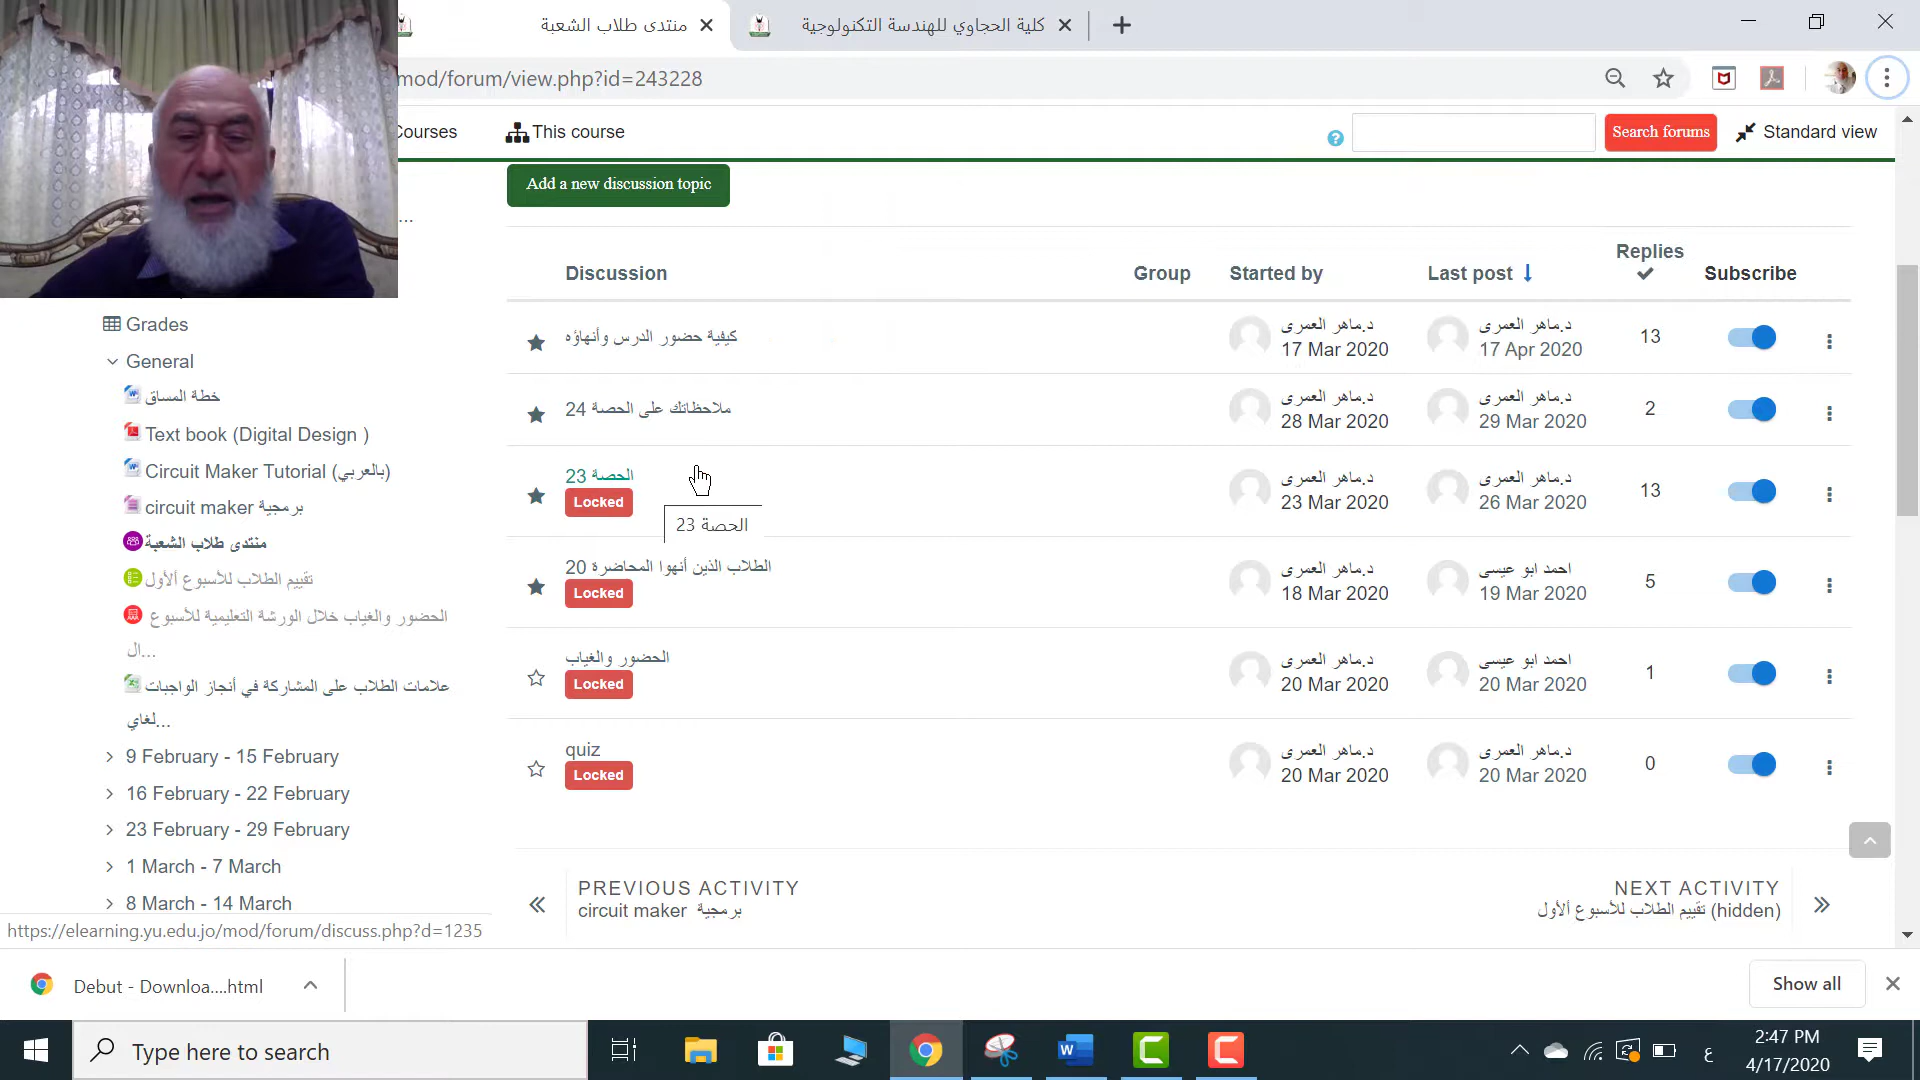 منتدى طلاب الشعبة
كلية الحجاوي للهندسة التكنولوجية
mod/forum/view.php?id=243228
Courses
This course
Search forums
Standard view
Add a new discussion topic
...
Discussion
Group
Started by
Last post
Replies
Subscribe
كيفية حضور الدرس وأنهاؤه
د.ماهر العمرى
17 Mar 2020
د.ماهر العمرى
17 Apr 2020
13
ملاحظاتك على الحصة 24
د.ماهر العمرى
28 Mar 2020
د.ماهر العمرى
29 Mar 2020
2
الحصة 23
Locked
الحصة 23
د.ماهر العمرى
23 Mar 2020
د.ماهر العمرى
26 Mar 2020
13
الطلاب الذين أنهوا المحاضرة 20
Locked
د.ماهر العمرى
18 Mar 2020
احمد ابو عيسى
19 Mar 2020
5
الحضور والغياب
Locked
د.ماهر العمرى
20 Mar 2020
احمد ابو عيسى
20 Mar 2020
1
quiz
Locked
د.ماهر العمرى
20 Mar 2020
د.ماهر العمرى
20 Mar 2020
0
Grades
General
خطة المساق
Text book (Digital Design )
Circuit Maker Tutorial (بالعربي)
circuit maker برمجية
منتدى طلاب الشعبة
تقييم الطلاب للأسبوع ألأول
الحضور والغياب خلال الورشة التعليمية للأسبوع
ال...
علامات الطلاب على المشاركة في أنجاز الواجبات
لغاي...
9 February - 15 February
16 February - 22 February
23 February - 29 February
1 March - 7 March
8 March - 14 March
PREVIOUS ACTIVITY
circuit maker برمجية
NEXT ACTIVITY
تقييم الطلاب للأسبوع ألأول (hidden)
https://elearning.yu.edu.jo/mod/forum/discuss.php?d=1235
Debut - Downloa....html
Show all
Type here to search
ع
2:47 PM
4/17/2020